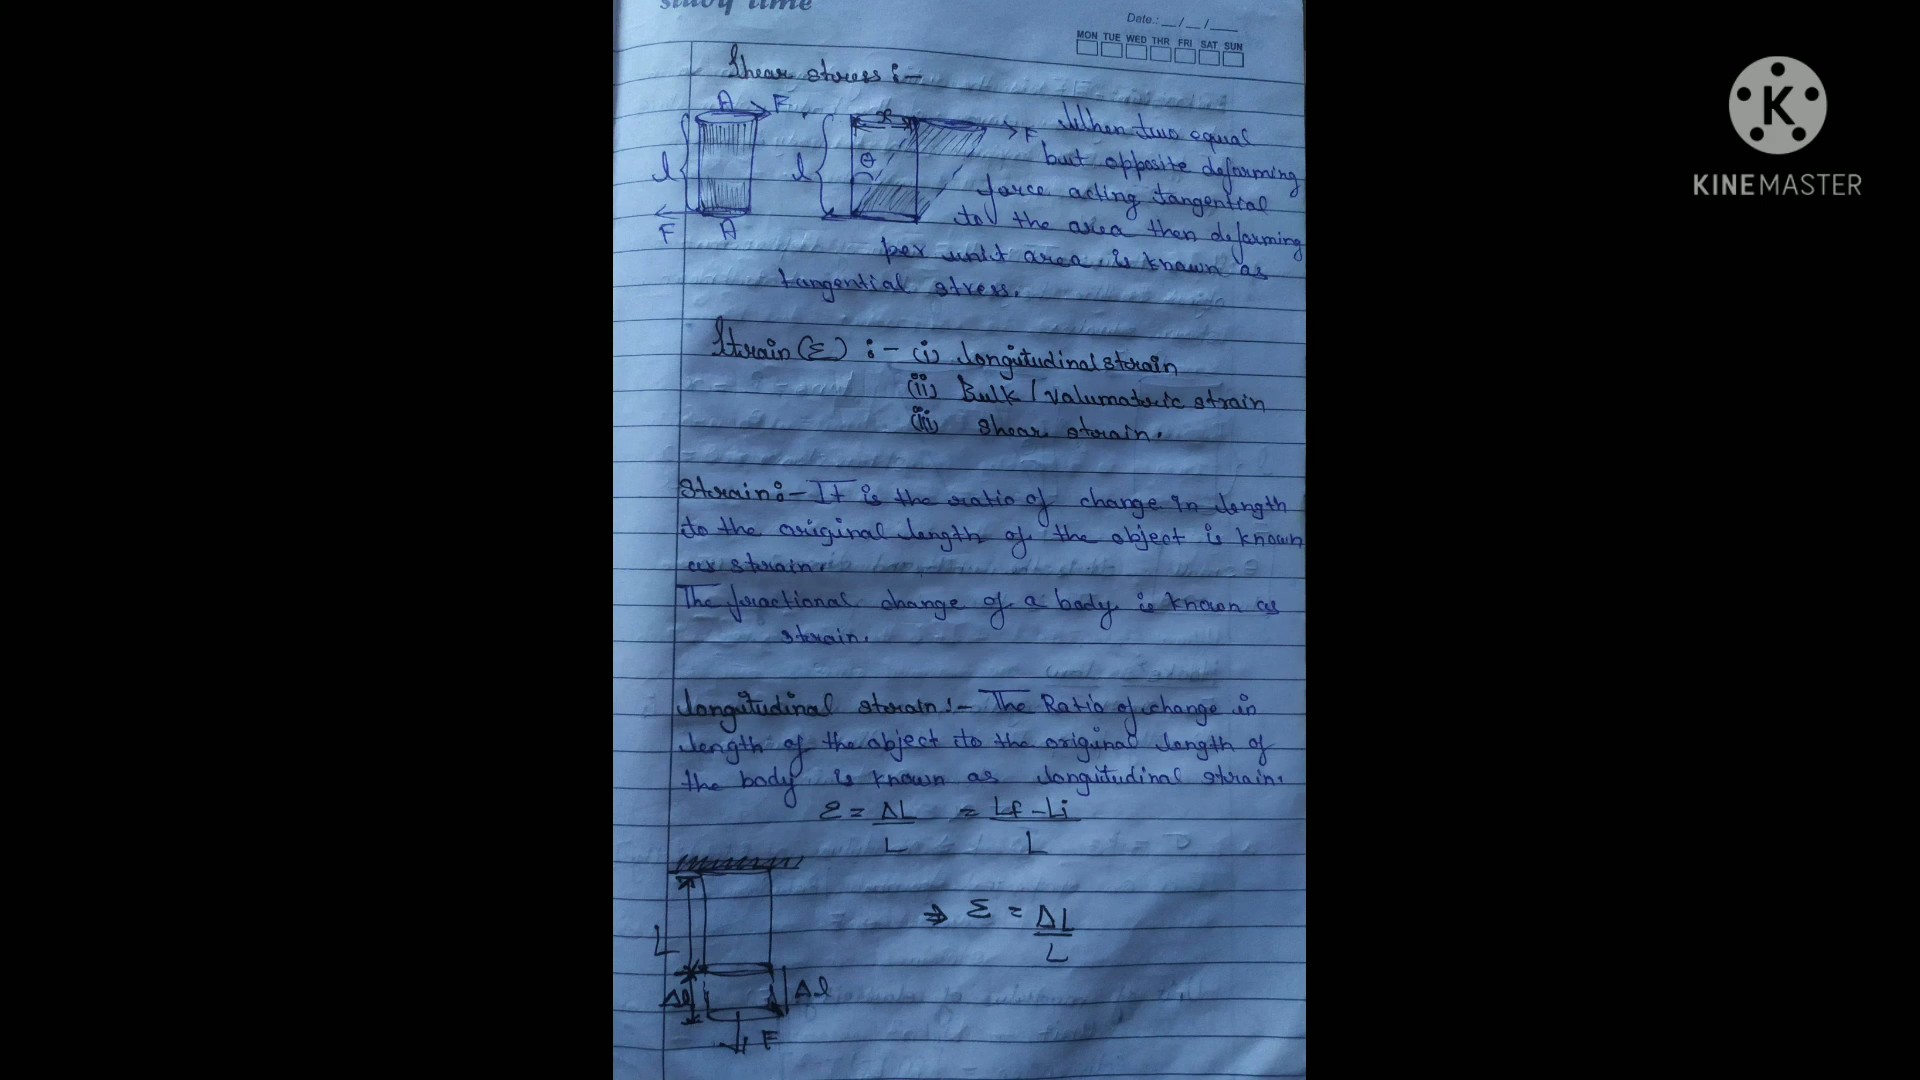 study time
Date.: __/__/___
MON TUE WED THR FRI SAT SUN
Shear stress :-
A F
l
F A
x
l θ F
When two equal
but opposite deforming
force acting tangential
to the area then deforming
per unit area is known as
tangential stress.
Strain (Σ) :- (i) longitudinal strain
(ii) Bulk / valumatric strain
(iii) shear strain.
Strain :- It is the ratio of change in length
to the original length of the object is known
as strain.
The fractional change of a body is known as
strain.
longitudinal strain :- The Ratio of change in
length of the object to the original length of
the body is known as longitudinal strain.
Σ = ΔL/L = Lf - Li/L
⇒ Σ = ΔL/L
L
Δl Δl
F
K
KINEMASTER